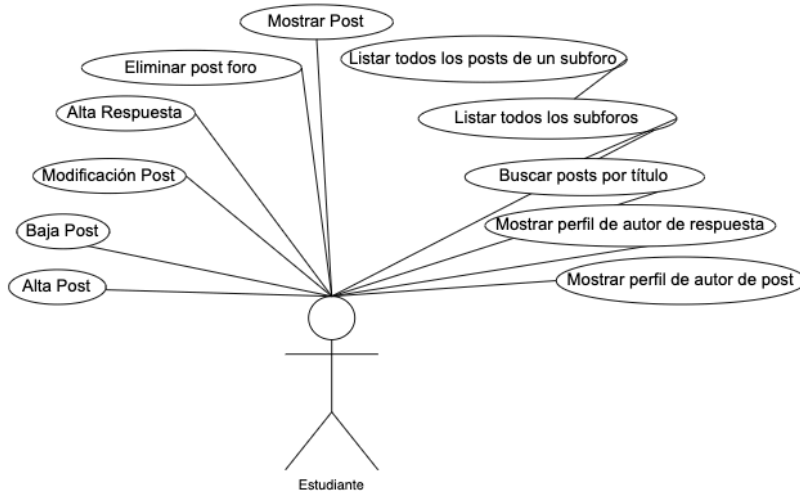 Mostrar Post
Listar todos los posts de un subforo
Eliminar post foro
Alta Respuesta
Listar todos los subforos
Modificación Post
Buscar posts por título
Baja Post
Mostrar perfil de autor de respuesta
Alta Post
Mostrar perfil de autor de post
Estudiante